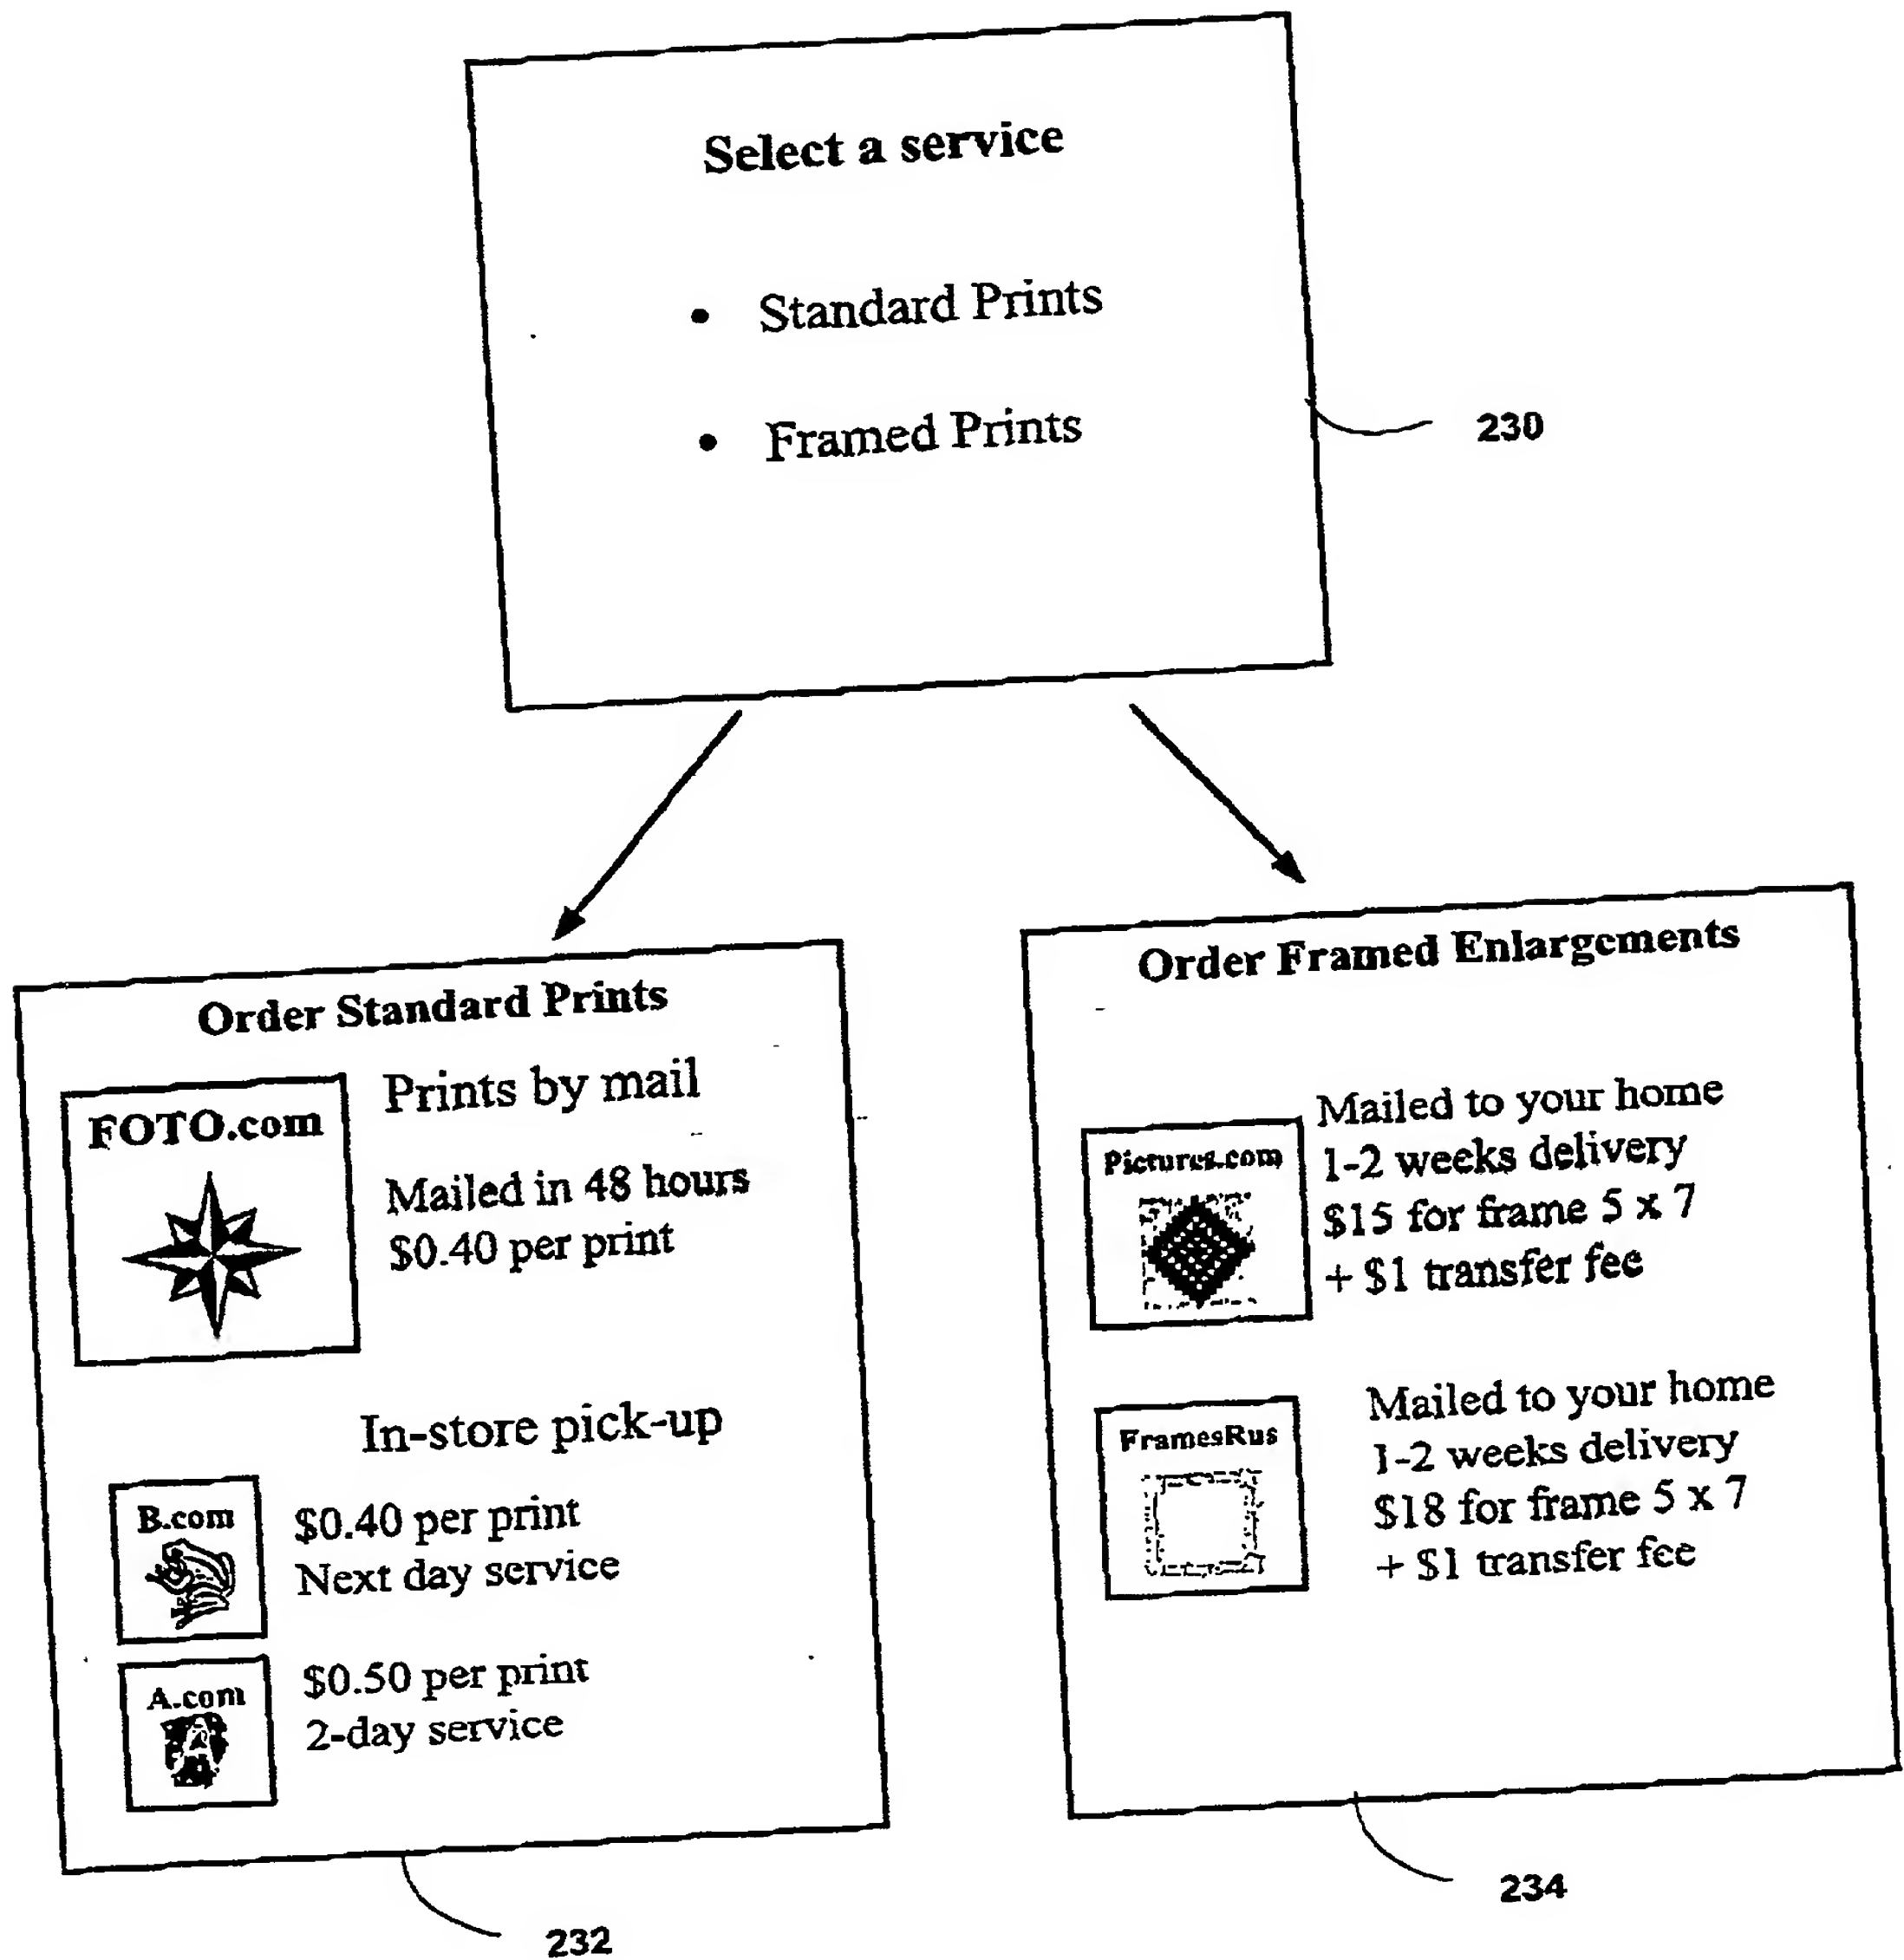 Select a service
• Standard Prints
• Framed Prints
230
Order Standard Prints
FOTO.com
Prints by mail
Mailed in 48 hours
$0.40 per print
In-store pick-up
B.com
$0.40 per print
Next day service
A.com
$0.50 per print
2-day service
232
Order Framed Enlargements
Pictures.com
Mailed to your home
1-2 weeks delivery
$15 for frame 5 x 7
+ $1 transfer fee
FramesRus
Mailed to your home
1-2 weeks delivery
$18 for frame 5 x 7
+ $1 transfer fee
234